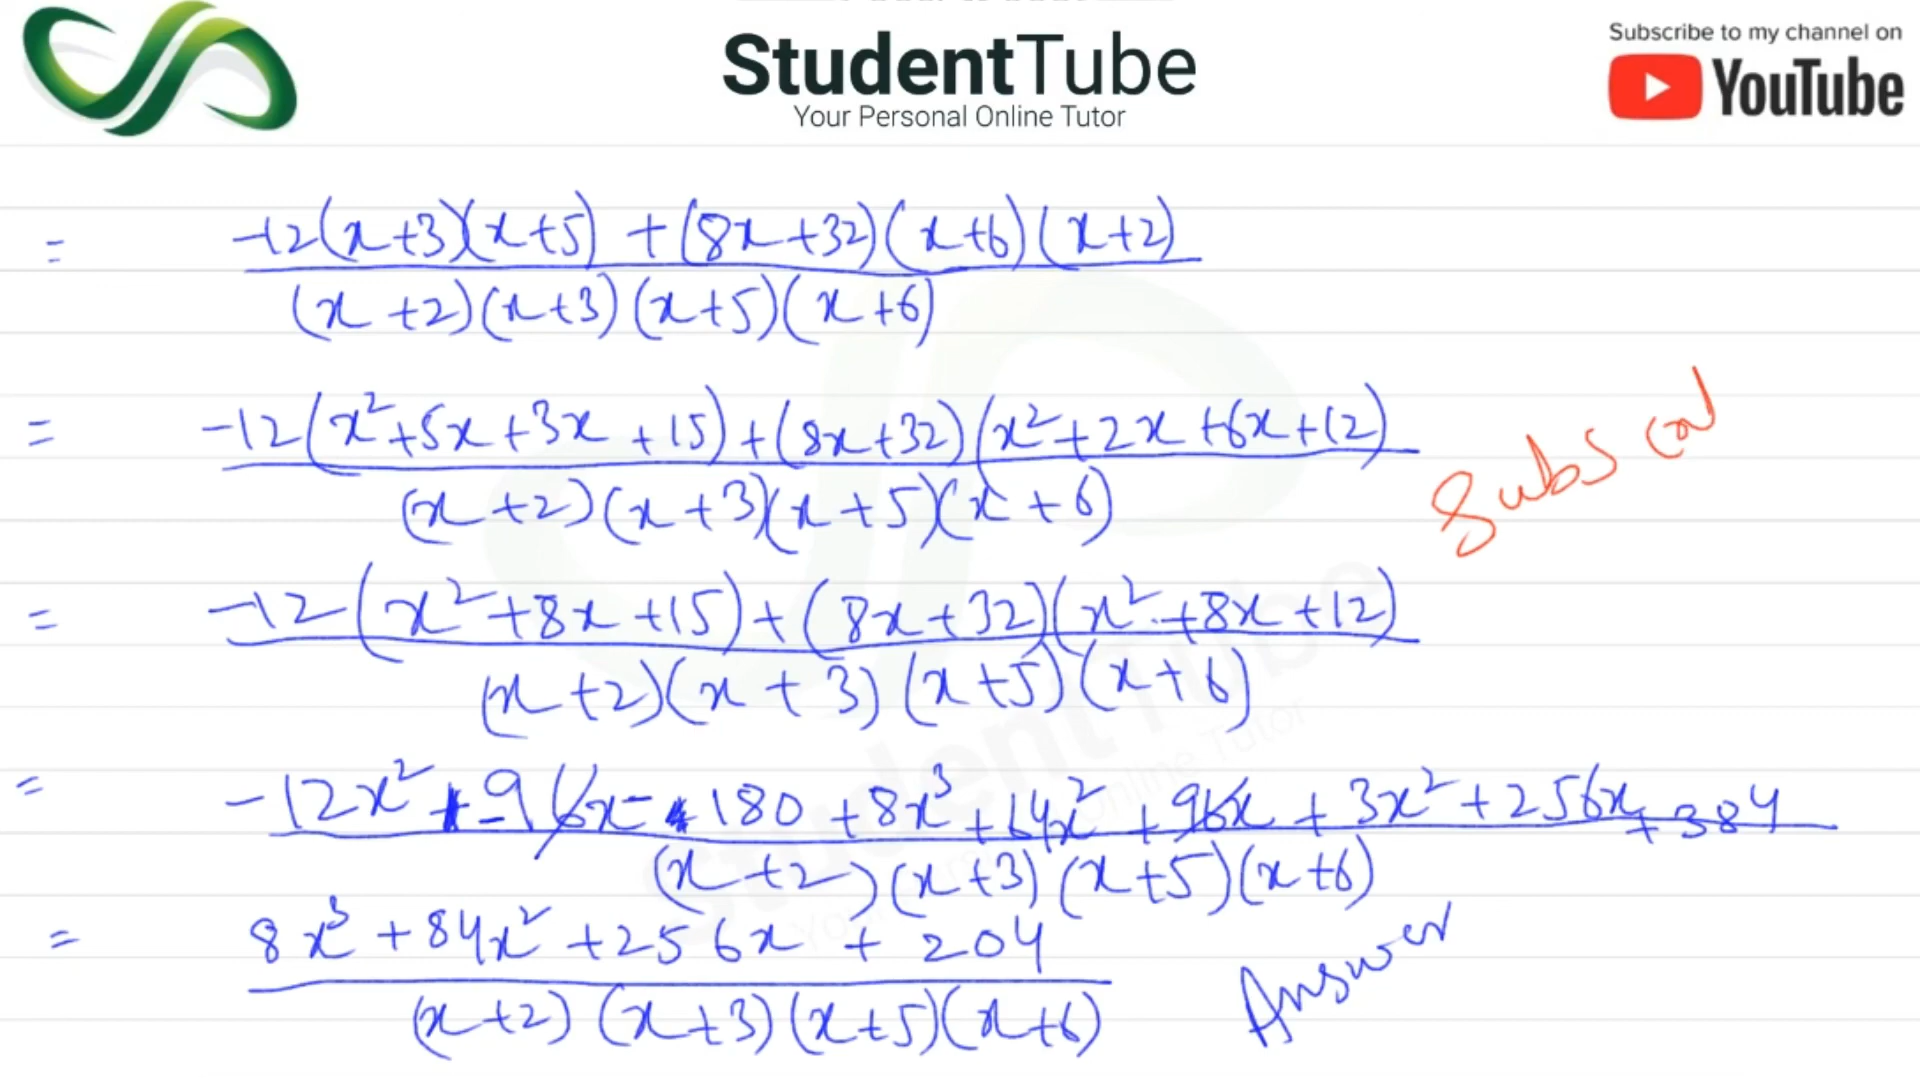 StudentTube
Your Personal Online Tutor
Subscribe to my channel on
YouTube
= -12(x+3)(x+5) + (8x+32)(x+6)(x+2)
(x+2)(x+3)(x+5)(x+6)
= -12(x²+5x+3x+15)+(8x+32)(x²+2x+6x+12)
(x+2)(x+3)(x+5)(x+6)
= -12(x²+8x+15)+(8x+32)(x²+8x+12)
(x+2)(x+3)(x+5)(x+6)
= -12x² - 96x - 180 + 8x³ + 64x² + 96x + 3x² + 256x + 384
(x+2)(x+3)(x+5)(x+6)
= 8x³ + 84x² + 256x + 204
(x+2)(x+3)(x+5)(x+6)
Answer